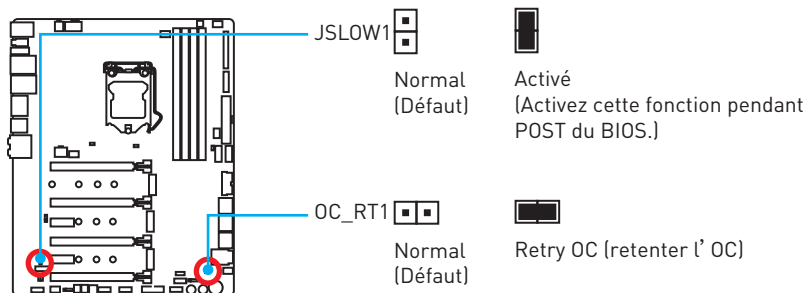 JSLOW1
Normal
(Défaut)
Activé
(Activez cette fonction pendant
POST du BIOS.)
OC_RT1
Normal
(Défaut)
Retry OC (retenter l’ OC)